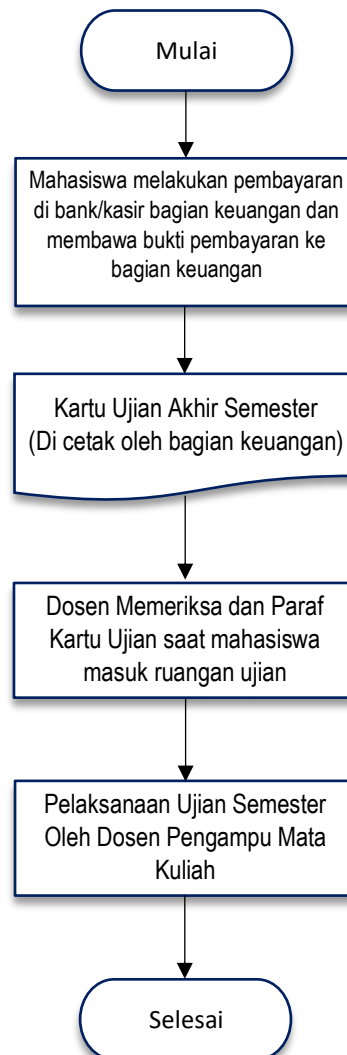 Mulai
Mahasiswa melakukan pembayaran
di bank/kasir bagian keuangan dan
membawa bukti pembayaran ke
bagian keuangan
Kartu Ujian Akhir Semester
(Di cetak oleh bagian keuangan)
Dosen Memeriksa dan Paraf
Kartu Ujian saat mahasiswa
masuk ruangan ujian
Pelaksanaan Ujian Semester
Oleh Dosen Pengampu Mata
Kuliah
Selesai